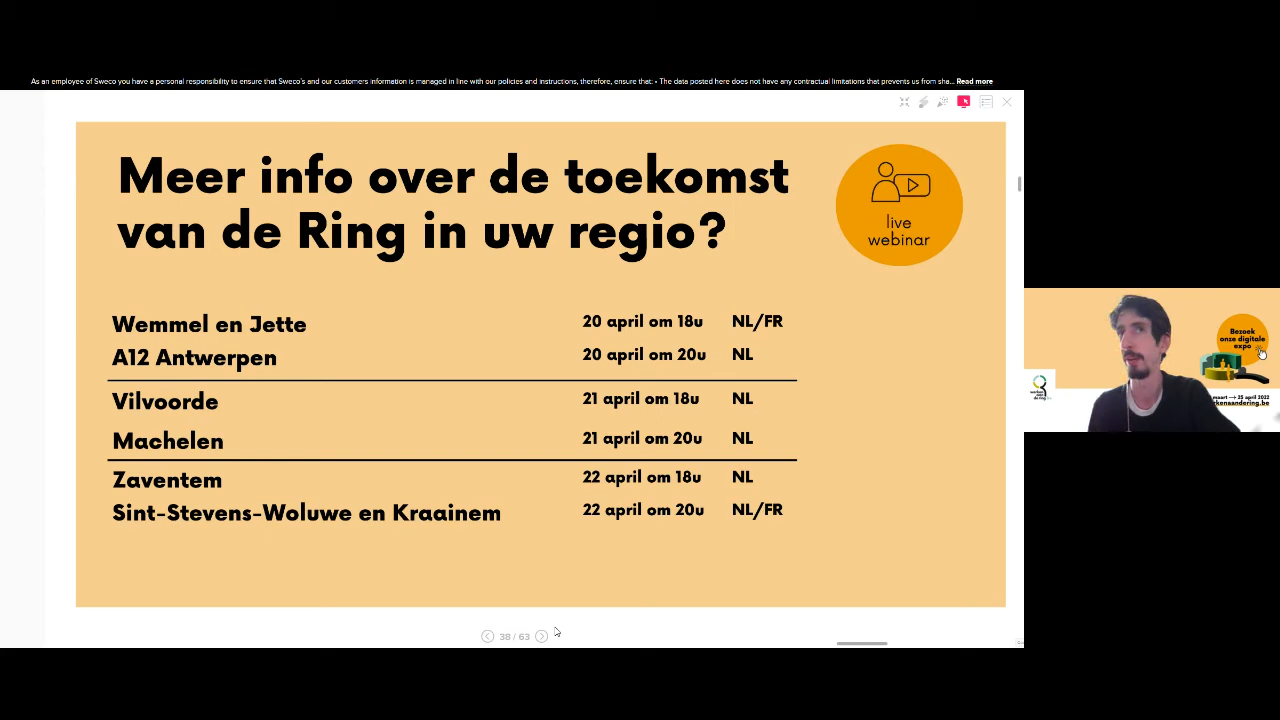 As an employee of Sweco you have a personal responsibility to ensure that Sweco's and our customers information is managed in line with our policies and instructions, therefore, ensure that: • The data posted here does not have any contractual limitations that prevents us from sha... Read more
Meer info over de toekomst
van de Ring in uw regio?
live
webinar
Wemmel en Jette 20 april om 18u NL/FR
A12 Antwerpen 20 april om 20u NL
Vilvoorde 21 april om 18u NL
Machelen 21 april om 20u NL
Zaventem 22 april om 18u NL
Sint-Stevens-Woluwe en Kraainem 22 april om 20u NL/FR
38 / 63
Bezoek
onze digitale
expo
maart → 25 april 2022